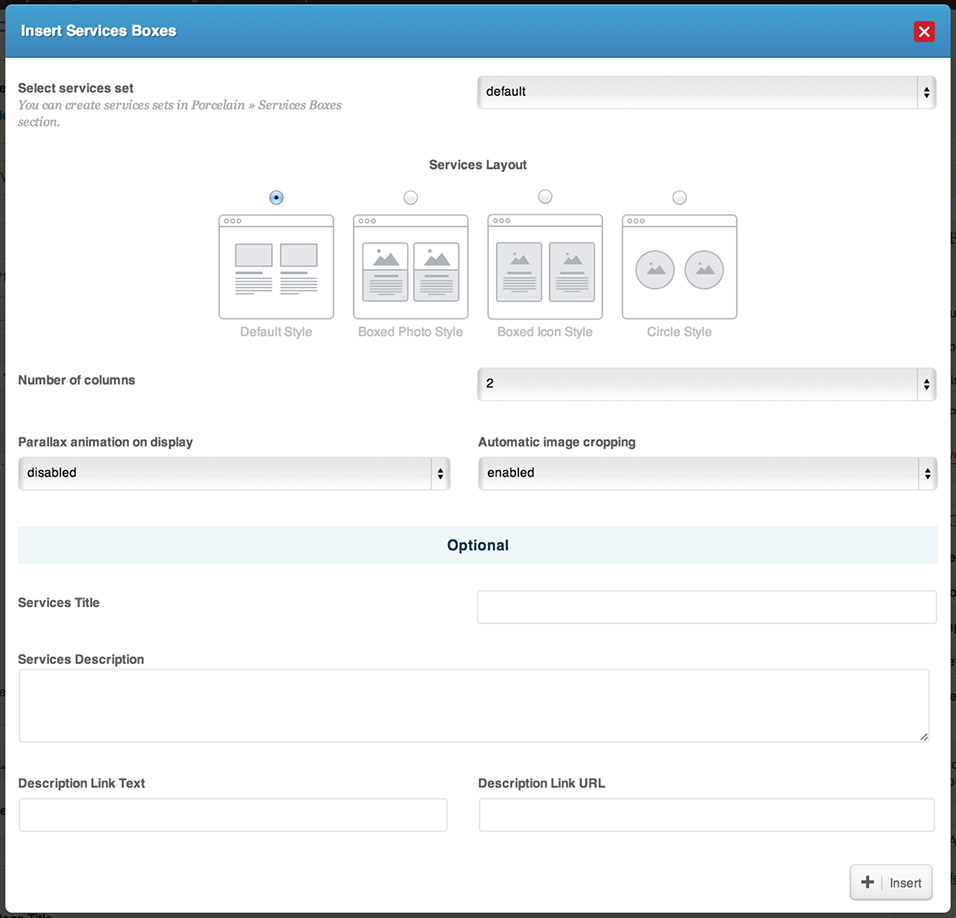 Insert Services Boxes
Select services set
default
You can create services sets in Porcelain » Services Boxes
section.
Services Layout
Default Style
Boxed Photo Style
Boxed Icon Style
Circle Style
Number of columns
2
Parallax animation on display
Automatic image cropping
disabled
enabled
Optional
Services Title
Services Description
Description Link Text
Description Link URL
Insert